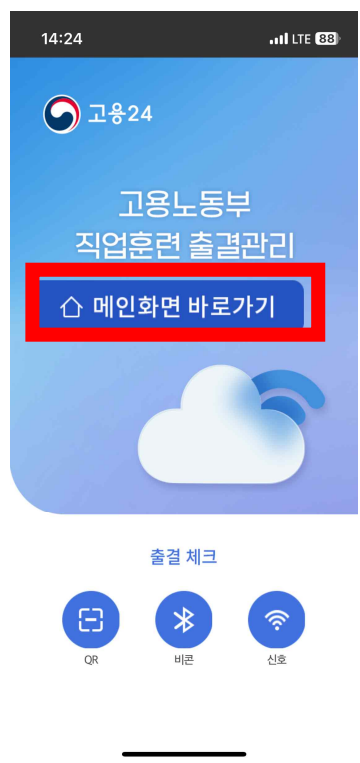 14:24
LTE 88
고용24
고용노동부
직업훈련 출결관리
메인화면 바로가기
출결 체크
QR
비콘
신호